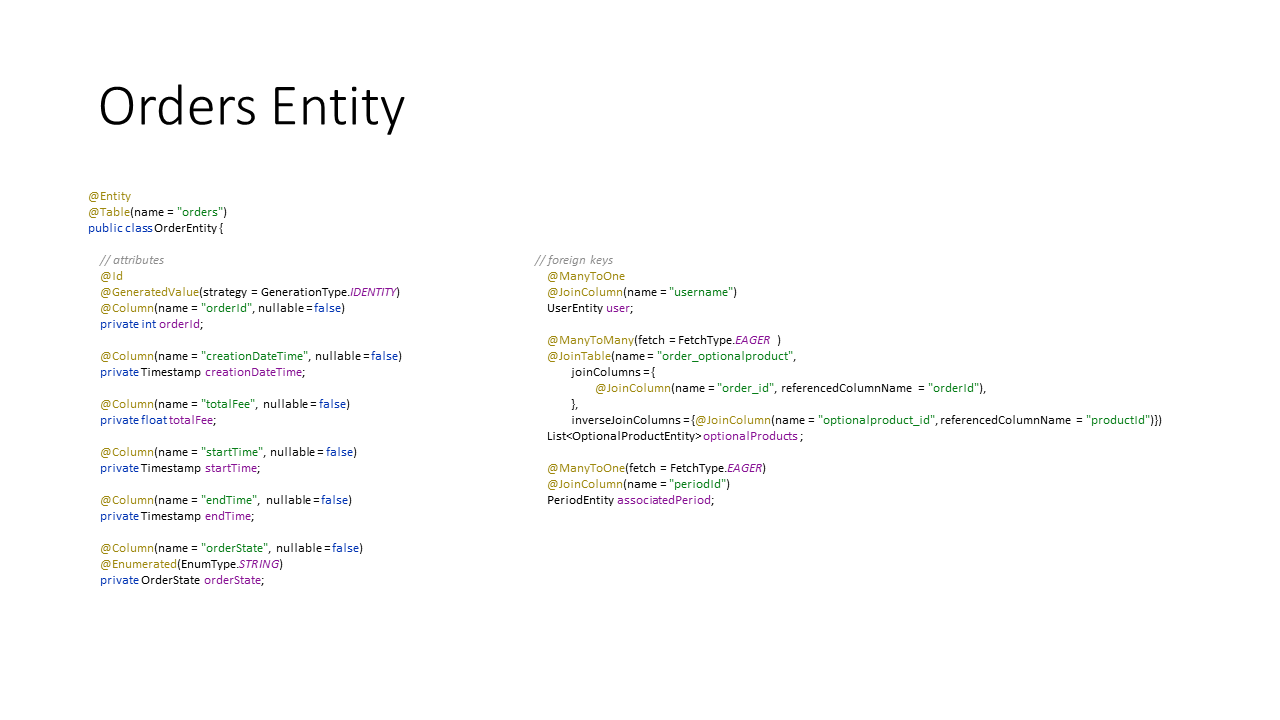 Orders Entity
@Entity
@Table(name = "orders")
public class OrderEntity {
// attributes
@Id
@GeneratedValue(strategy = GenerationType.IDENTITY)
@Column(name = "orderId", nullable = false)
private int orderId;
@Column(name = "creationDateTime", nullable = false)
private Timestamp creationDateTime;
@Column(name = "totalFee", nullable = false)
private float totalFee;
@Column(name = "startTime", nullable = false)
private Timestamp startTime;
@Column(name = "endTime", nullable = false)
private Timestamp endTime;
@Column(name = "orderState", nullable = false)
@Enumerated(EnumType.STRING)
private OrderState orderState;
// foreign keys
@ManyToOne
@JoinColumn(name = "username")
UserEntity user;
@ManyToMany(fetch = FetchType.EAGER )
@JoinTable(name = "order_optionalproduct",
joinColumns = {
@JoinColumn(name = "order_id", referencedColumnName = "orderId"),
},
inverseJoinColumns = {@JoinColumn(name = "optionalproduct_id", referencedColumnName = "productId")})
List<OptionalProductEntity> optionalProducts ;
@ManyToOne(fetch = FetchType.EAGER)
@JoinColumn(name = "periodId")
PeriodEntity associatedPeriod;